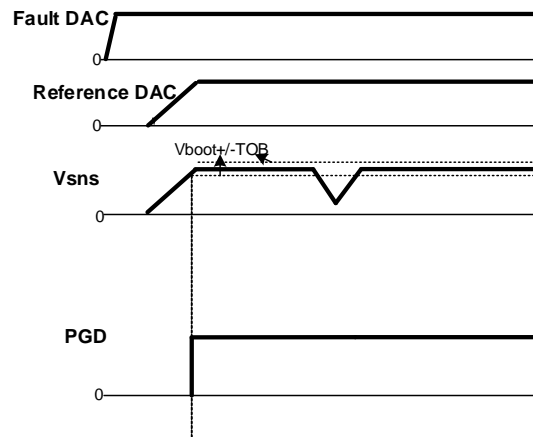 Fault DAC
0
Reference DAC
0
Vboot+/-TOB
Vsns
0
PGD
0